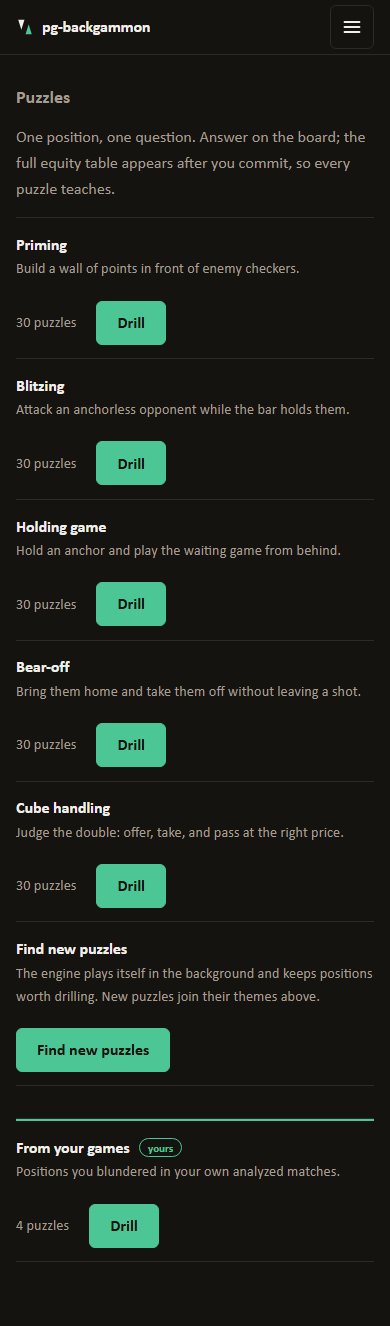 pg-backgammon
Puzzles
One position, one question. Answer on the board; the
full equity table appears after you commit, so every
puzzle teaches.
Priming
Build a wall of points in front of enemy checkers.
30 puzzles
Drill
Blitzing
Attack an anchorless opponent while the bar holds them.
30 puzzles
Drill
Holding game
Hold an anchor and play the waiting game from behind.
30 puzzles
Drill
Bear-off
Bring them home and take them off without leaving a shot.
30 puzzles
Drill
Cube handling
Judge the double: offer, take, and pass at the right price.
30 puzzles
Drill
Find new puzzles
The engine plays itself in the background and keeps positions
worth drilling. New puzzles join their themes above.
Find new puzzles
From your games yours
Positions you blundered in your own analyzed matches.
4 puzzles
Drill